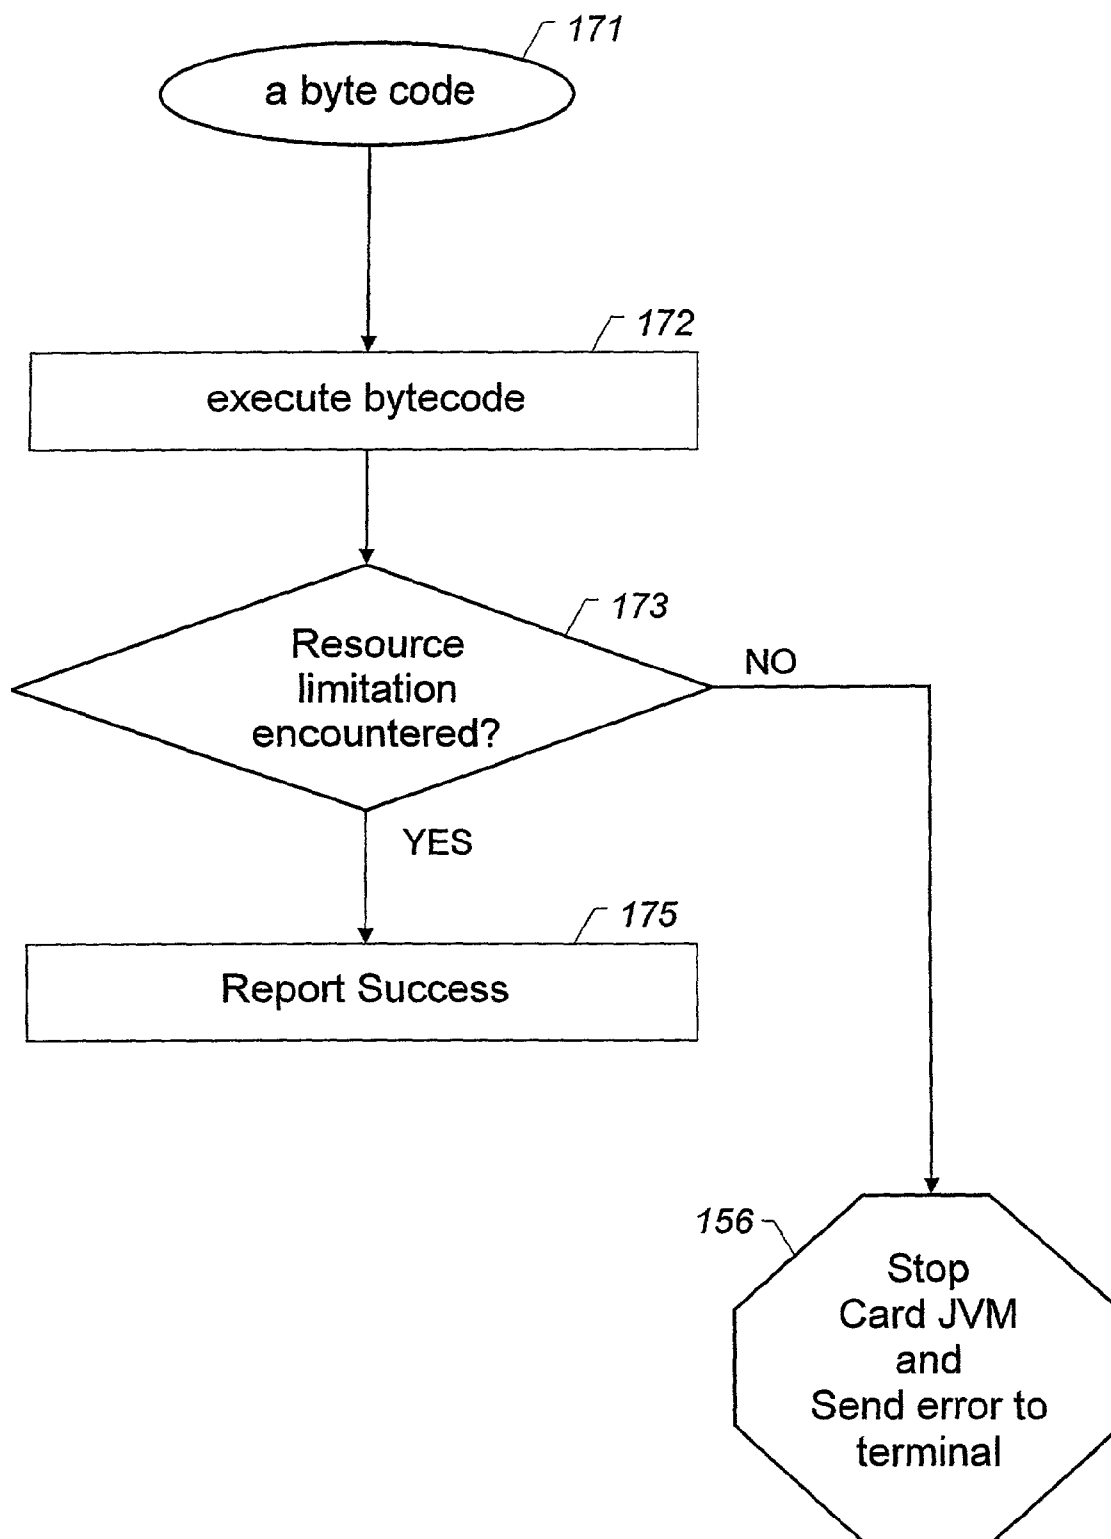 171
a byte code
172
execute bytecode
173
Resource
limitation
encountered?
NO
YES
175
Report Success
156
Stop
Card JVM
and
Send error to
terminal